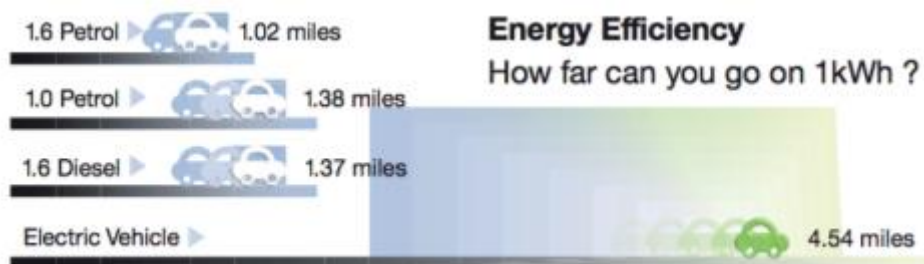 Energy Efficiency
How far can you go on 1kWh ?
1.6 Petrol 1.02 miles
1.0 Petrol 1.38 miles
1.6 Diesel 1.37 miles
Electric Vehicle 4.54 miles